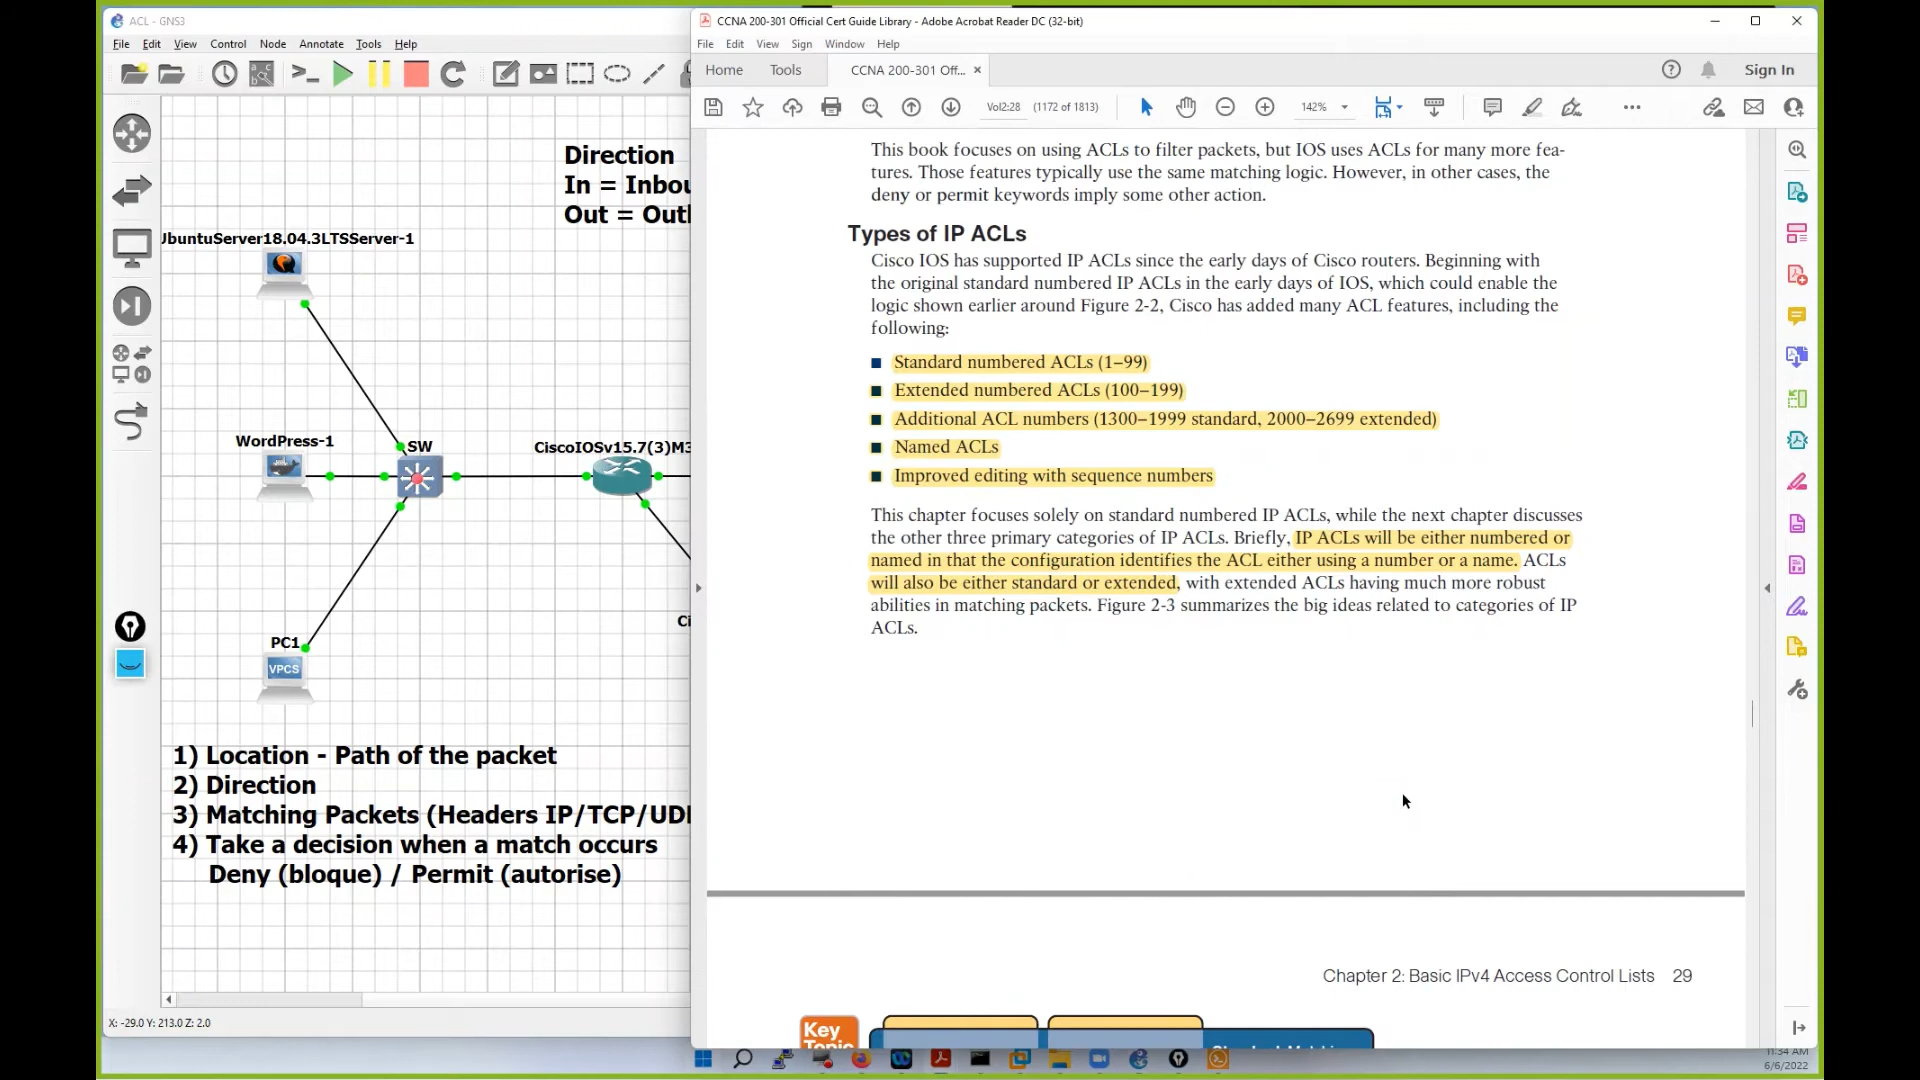 ACL - GNS3
File Edit View Control Node Annotate Tools Help
Direction
In =
Out =
UbuntuServer18.04.3LTSServer-1
WordPress-1
SW
CiscoIOSv15.7(3)M3
PC1
VPCS
1) Location - Path of the packet
2) Direction
3) Matching Packets (Headers IP/TCP/UDP
4) Take a decision when a match occurs
Deny (bloque) / Permit (autorise)
X: -29.0 Y: 213.0 Z: 2.0
CCNA 200-301 Official Cert Guide Library - Adobe Acrobat Reader DC (32-bit)
File Edit View Sign Window Help
Home Tools CCNA 200-301 Off... ×
Sign In
Vol2:28 (1172 of 1813) 142%
This book focuses on using ACLs to filter packets, but IOS uses ACLs for many more fea-
tures. Those features typically use the same matching logic. However, in other cases, the
deny or permit keywords imply some other action.
Types of IP ACLs
Cisco IOS has supported IP ACLs since the early days of Cisco routers. Beginning with
the original standard numbered IP ACLs in the early days of IOS, which could enable the
logic shown earlier around Figure 2-2, Cisco has added many ACL features, including the
following:
■ Standard numbered ACLs (1–99)
■ Extended numbered ACLs (100–199)
■ Additional ACL numbers (1300–1999 standard, 2000–2699 extended)
■ Named ACLs
■ Improved editing with sequence numbers
This chapter focuses solely on standard numbered IP ACLs, while the next chapter discusses
the other three primary categories of IP ACLs. Briefly, IP ACLs will be either numbered or
named in that the configuration identifies the ACL either using a number or a name. ACLs
will also be either standard or extended, with extended ACLs having much more robust
abilities in matching packets. Figure 2-3 summarizes the big ideas related to categories of IP
ACLs.
Chapter 2: Basic IPv4 Access Control Lists 29
Key
Topic
11:34 AM
6/6/2022